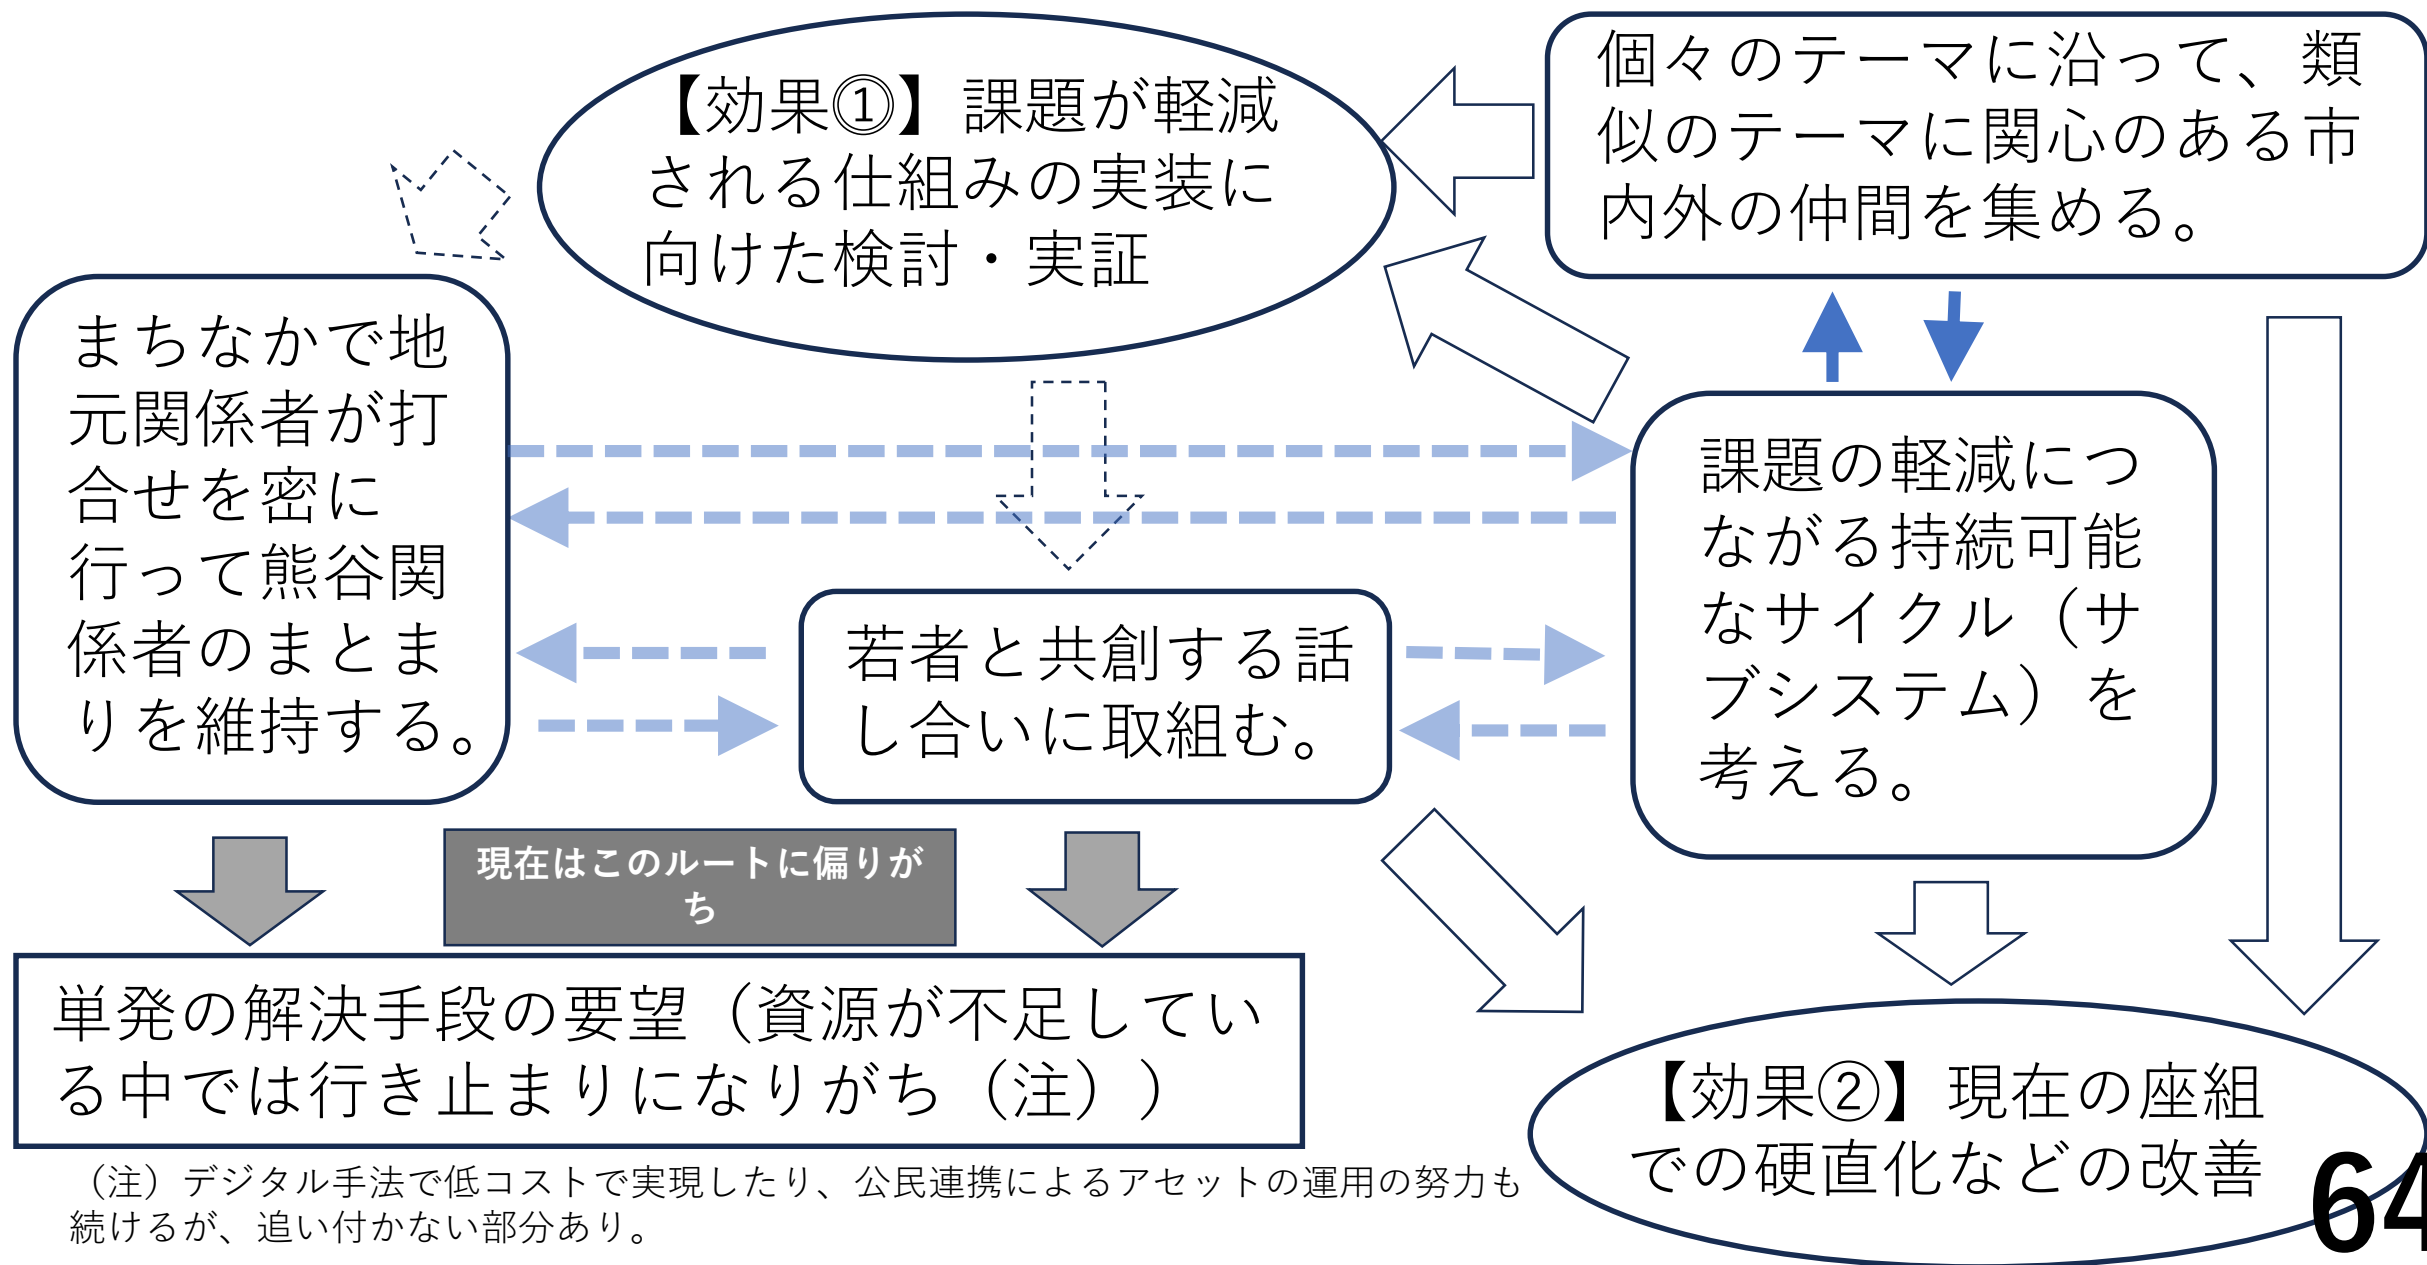 【効果①】課題が軽減
される仕組みの実装に
向けた検討・実証
個々のテーマに沿って、類
似のテーマに関心のある市
内外の仲間を集める。
まちなかで地
元関係者が打
合せを密に
行って熊谷関
係者のまとま
りを維持する。
若者と共創する話
し合いに取組む。
課題の軽減につ
ながる持続可能
なサイクル（サ
ブシステム）を
考える。
現在はこのルートに偏りが
ち
単発の解決手段の要望（資源が不足してい
る中では行き止まりになりがち（注））
（注）デジタル手法で低コストで実現したり、公民連携によるアセットの運用の努力も
続けるが、追い付かない部分あり。
【効果②】現在の座組
での硬直化などの改善
64